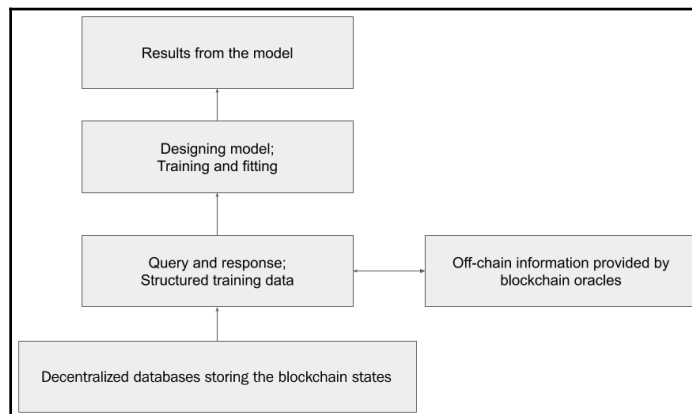 Results from the model
Designing model;
Training and fitting
Query and response;
Structured training data
Off-chain information provided by
blockchain oracles
Decentralized databases storing the blockchain states